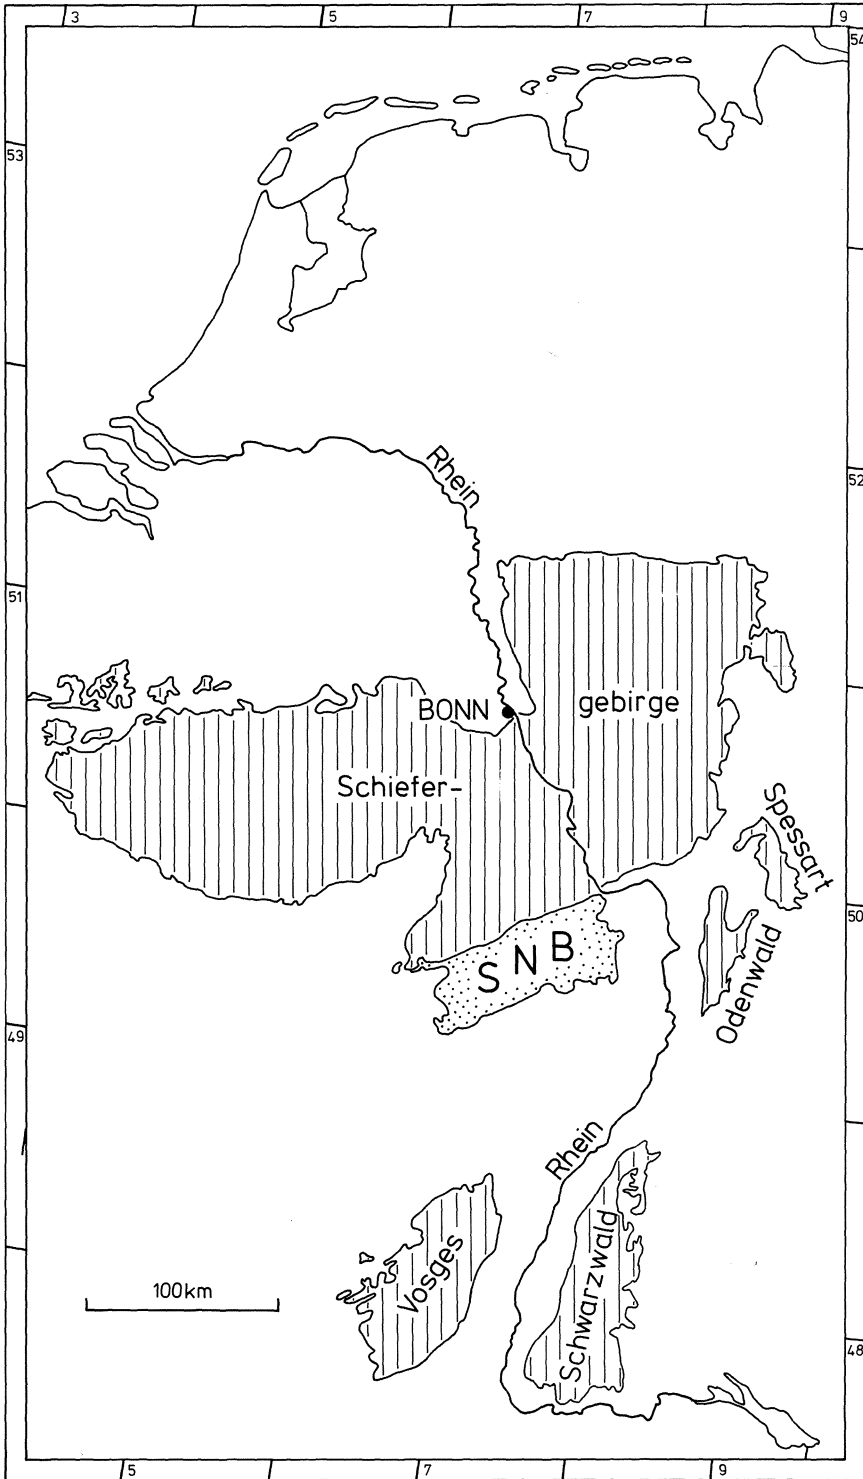 3
5
7
9
54
53
Rhein
52
51
BONN
gebirge
Schiefer-
Spessart
50
S N B
Odenwald
49
Rhein
Vosges
Schwarzwald
100km
48
5
7
9